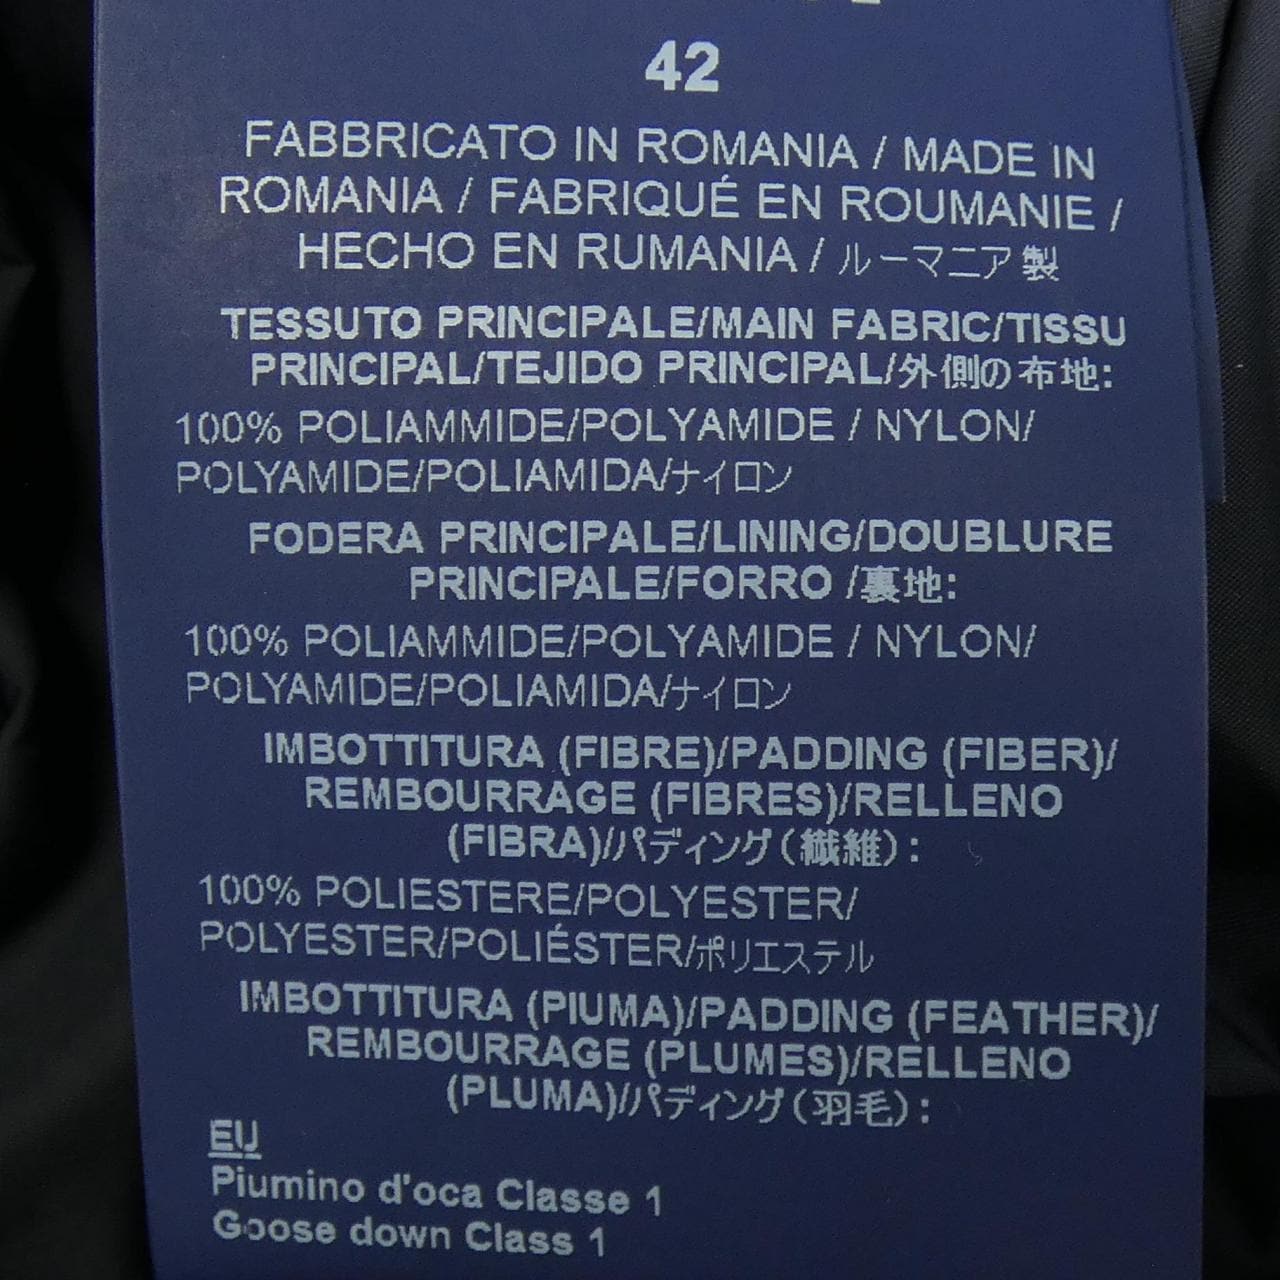 42
FABBRICATO IN ROMANIA / MADE IN
ROMANIA / FABRIQUÉ EN ROUMANIE /
HECHO EN RUMANIA / ルーマニア製
TESSUTO PRINCIPALE/MAIN FABRIC/TISSU
PRINCIPAL/TEJIDO PRINCIPAL/外側の布地:
100% POLIAMMIDE/POLYAMIDE / NYLON/
POLYAMIDE/POLIAMIDA/ナイロン
FODERA PRINCIPALE/LINING/DOUBLURE
PRINCIPALE/FORRO /裏地:
100% POLIAMMIDE/POLYAMIDE / NYLON/
POLYAMIDE/POLIAMIDA/ナイロン
IMBOTTITURA (FIBRE)/PADDING (FIBER)/
REMBOURRAGE (FIBRES)/RELLENO
(FIBRA)/パディング(繊維):
100% POLIESTERE/POLYESTER/
POLYESTER/POLIÉSTER/ポリエステル
IMBOTTITURA (PIUMA)/PADDING (FEATHER)/
REMBOURRAGE (PLUMES)/RELLENO
(PLUMA)/パディング(羽毛):
EU
Piumino d'oca Classe 1
Goose down Class 1